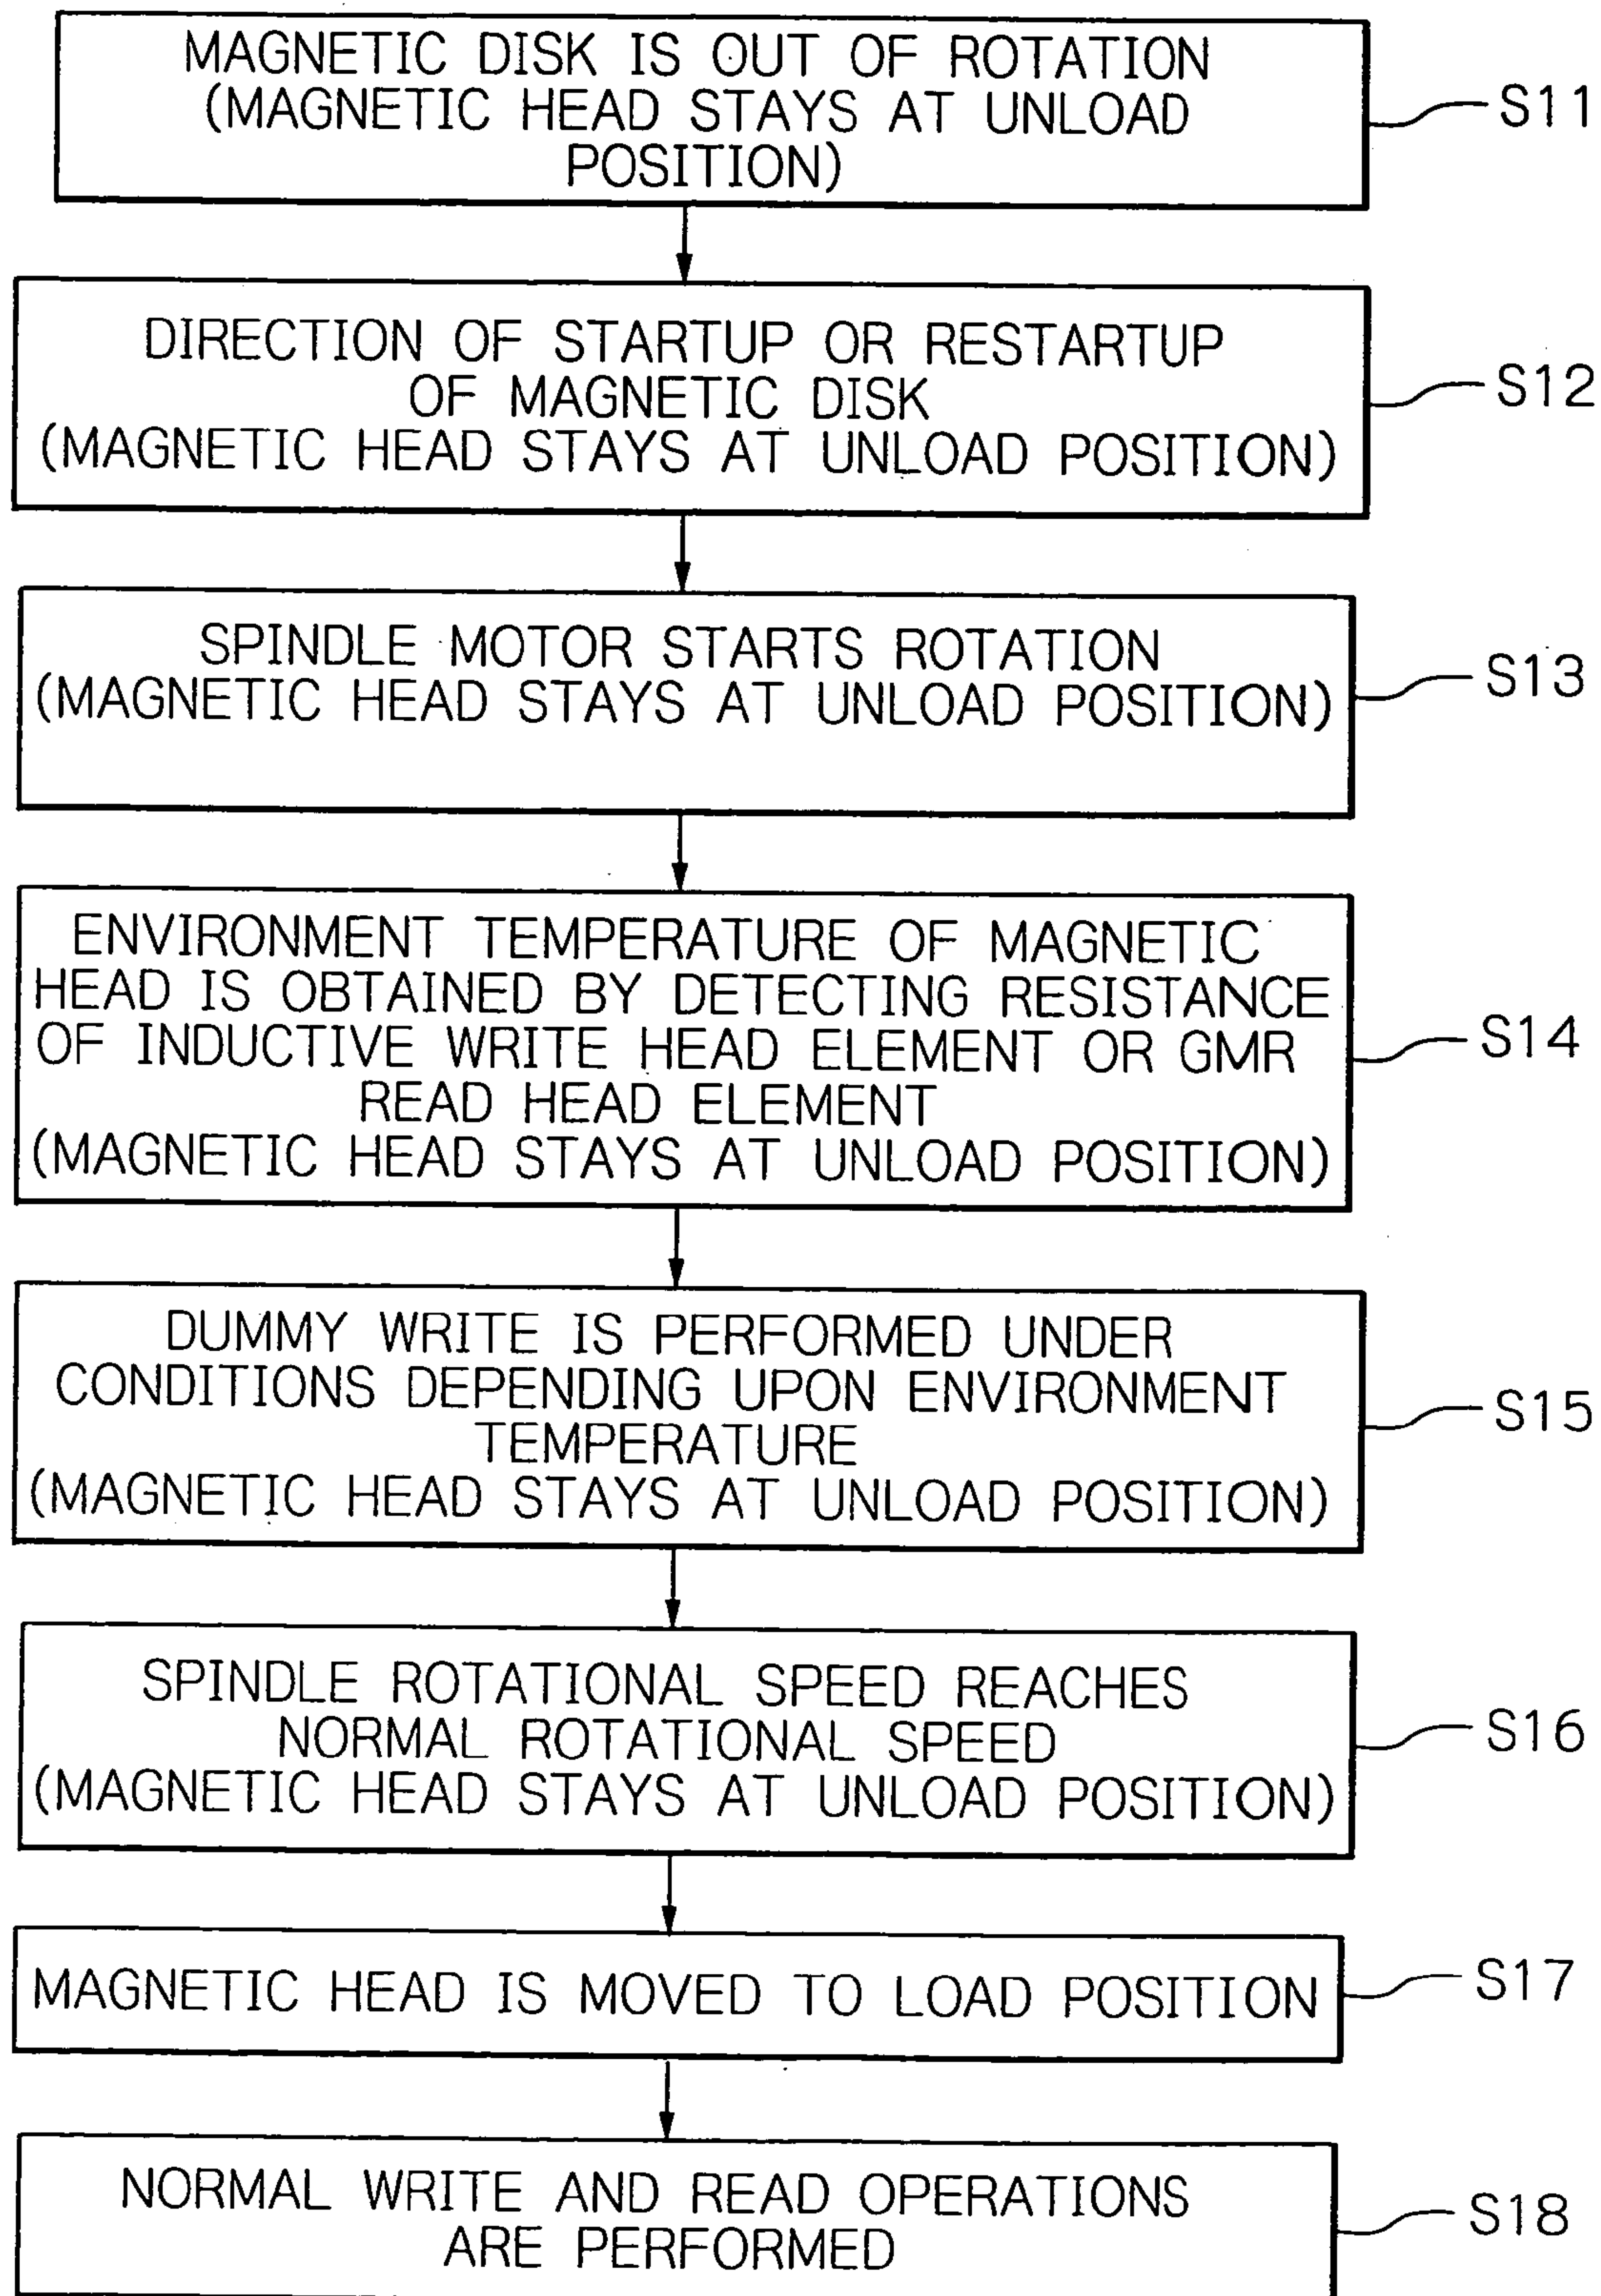 MAGNETIC DISK IS OUT OF ROTATION
(MAGNETIC HEAD STAYS AT UNLOAD
POSITION)
S11
DIRECTION OF STARTUP OR RESTARTUP
OF MAGNETIC DISK
(MAGNETIC HEAD STAYS AT UNLOAD POSITION)
S12
SPINDLE MOTOR STARTS ROTATION
(MAGNETIC HEAD STAYS AT UNLOAD POSITION)
S13
ENVIRONMENT TEMPERATURE OF MAGNETIC
HEAD IS OBTAINED BY DETECTING RESISTANCE
OF INDUCTIVE WRITE HEAD ELEMENT OR GMR
READ HEAD ELEMENT
(MAGNETIC HEAD STAYS AT UNLOAD POSITION)
S14
DUMMY WRITE IS PERFORMED UNDER
CONDITIONS DEPENDING UPON ENVIRONMENT
TEMPERATURE
(MAGNETIC HEAD STAYS AT UNLOAD POSITION)
S15
SPINDLE ROTATIONAL SPEED REACHES
NORMAL ROTATIONAL SPEED
(MAGNETIC HEAD STAYS AT UNLOAD POSITION)
S16
MAGNETIC HEAD IS MOVED TO LOAD POSITION
S17
NORMAL WRITE AND READ OPERATIONS
ARE PERFORMED
S18